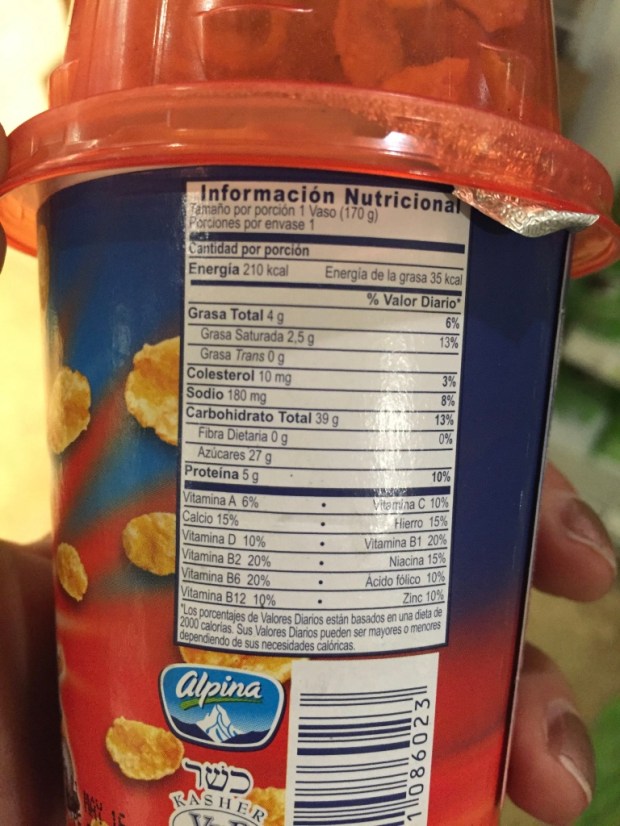 Información Nutricional
Tamaño por porción 1 Vaso (170 g)
Porciones por envase 1
Cantidad por porción
Energía 210 kcal Energía de la grasa 35 kcal
% Valor Diario*
Grasa Total 4 g 6%
Grasa Saturada 2,5 g 13%
Grasa Trans 0 g
Colesterol 10 mg 3%
Sodio 180 mg 8%
Carbohidrato Total 39 g 13%
Fibra Dietaria 0 g 0%
Azúcares 27 g
Proteína 5 g 10%
Vitamina A 6% • Vitamina C 10%
Calcio 15% • Hierro 15%
Vitamina D 10% • Vitamina B1 20%
Vitamina B2 20% • Niacina 15%
Vitamina B6 20% • Ácido fólico 10%
Vitamina B12 10% • Zinc 10%
*Los porcentajes de Valores Diarios están basados en una dieta de
2000 calorías. Sus Valores Diarios pueden ser mayores o menores
dependiendo de sus necesidades calóricas.
alpina
כשר
KASHER
MAY 15
1086023